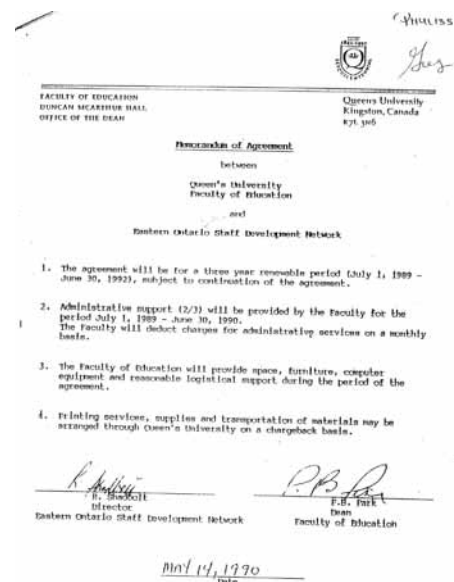 PHYLISS
Greg
FACULTY OF EDUCATION
DUNCAN MCARTHUR HALL
OFFICE OF THE DEAN
Queen's University
Kingston, Canada
K7L 3N6
Memorandum of Agreement
between
Queen's University
Faculty of Education
and
Eastern Ontario Staff Development Network
1. The agreement will be for a three year renewable period (July 1, 1989 -
June 30, 1992), subject to continuation of the agreement.
2. Administrative support (2/3) will be provided by the Faculty for the
period July 1, 1989 - June 30, 1990.
The Faculty will deduct charges for administrative services on a monthly
basis.
3. The Faculty of Education will provide space, furniture, computer
equipment and reasonable logistical support during the period of the
agreement.
4. Printing services, supplies and transportation of materials may be
arranged through Queen's University on a chargeback basis.
R. Shadbolt
Director
Eastern Ontario Staff Development Network
P.B. Park
P.B. Park
Dean
Faculty of Education
MAY 14, 1990
Date